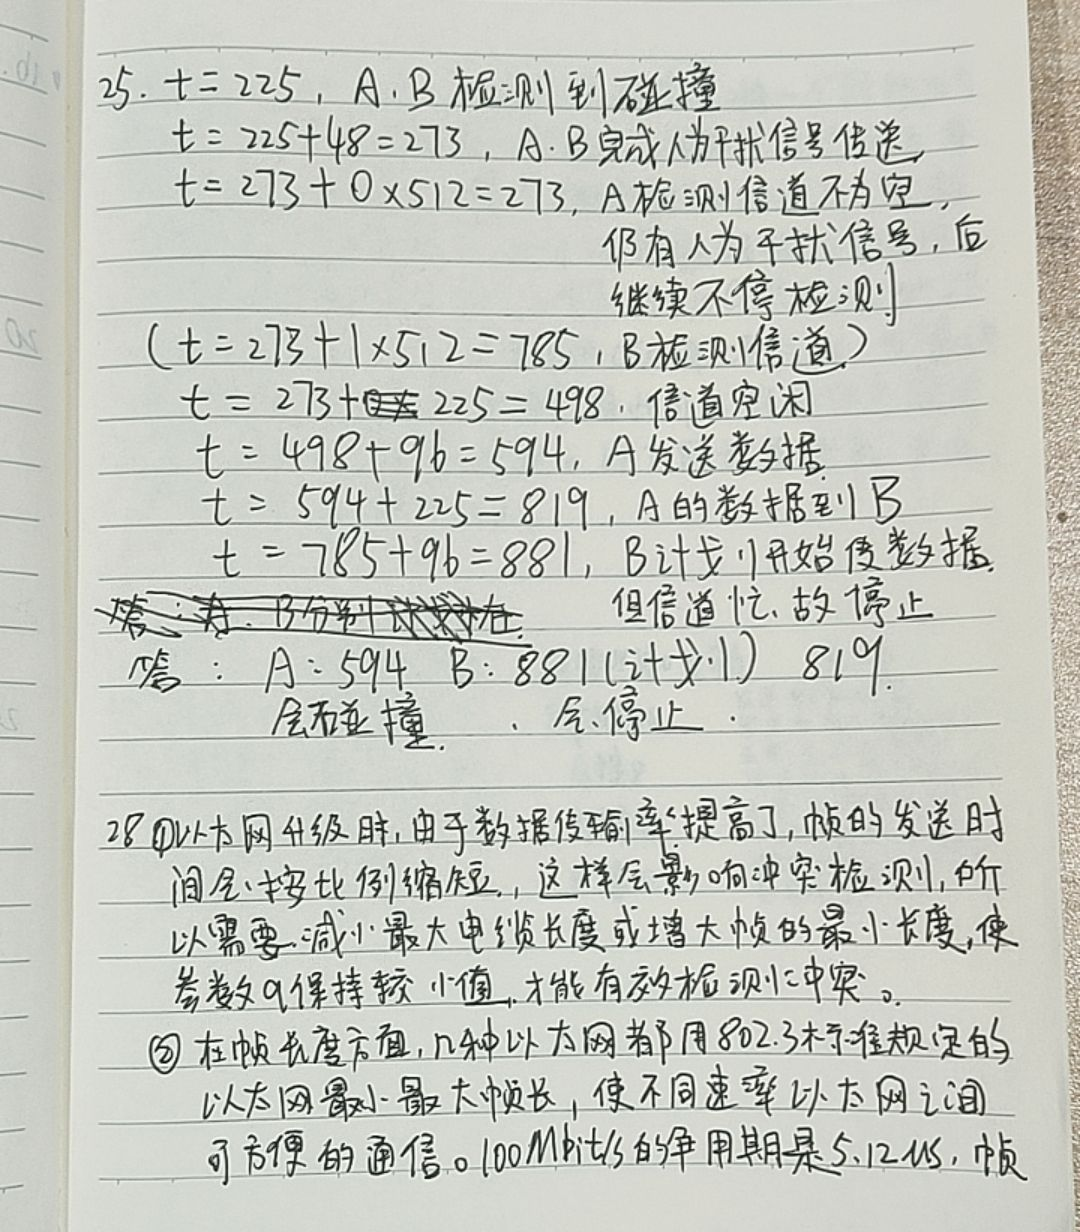 25. t=225, A.B检测到碰撞
t=225+48=273, A.B完成人为干扰信号传送,
t=273+0×512=273, A检测信道不为空,
仍有人为干扰信号, 后
继续不停检测
(t=273+1×512=785, B检测信道)
t=273+225=498. 信道空闲
t=498+96=594, A发送数据
t=594+225=819, A的数据到B
t=785+96=881, B计划开始传数据.
但信道忙. 故停止
答: A:594 B:881(计划) 819.
会碰撞. 会停止.
28 ①以太网升级时, 由于数据传输率提高了, 帧的发送时
间会按比例缩短, 这样会影响冲突检测, 所
以需要减小最大电缆长度或增大帧的最小长度, 使
参数a保持较小值, 才能有效检测冲突。
② 在帧长度方面, 几种以太网都用802.3标准规定的
以太网最小最大帧长, 使不同速率以太网之间
可方便的通信。100Mbit/s的争用期是5.12us, 帧